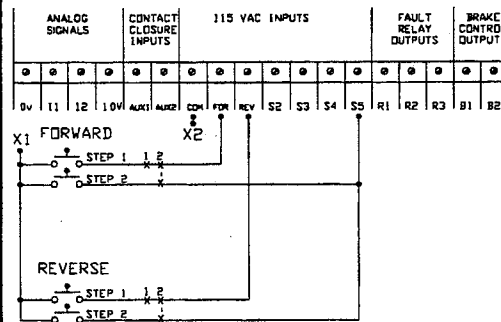 ANALOG SIGNALS
CONTACT CLOSURE INPUTS
115 VAC INPUTS
FAULT RELAY OUTPUTS
BRAKE CONTRO OUTPUT
0V I1 I2 10V AUX1 AUX2 COM FOR REV S2 S3 S4 S5 R1 R2 R3 B1 B2
X1 FORWARD X2
STEP 1 1 2
STEP 2
REVERSE
STEP 1 1 2
STEP 2